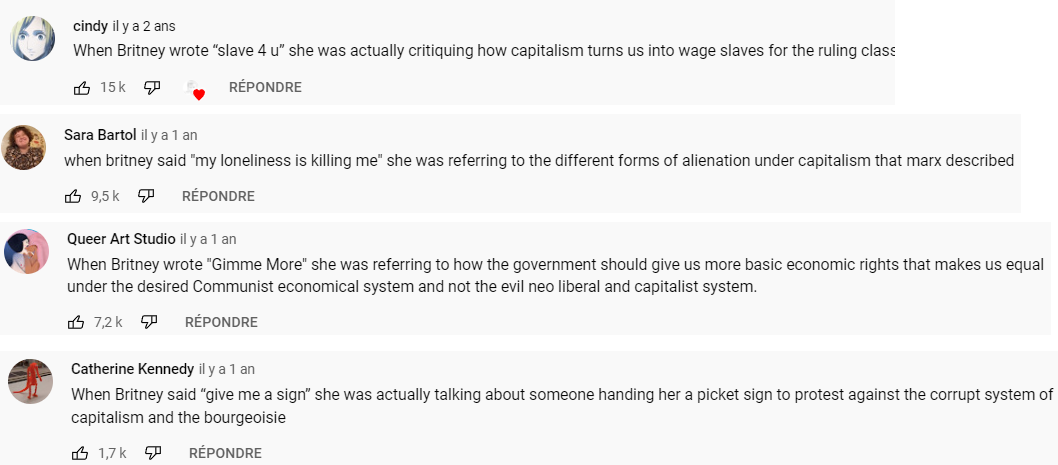 cindy il y a 2 ans
When Britney wrote “slave 4 u” she was actually critiquing how capitalism turns us into wage slaves for the ruling class
15 k RÉPONDRE
Sara Bartol il y a 1 an
when britney said "my loneliness is killing me" she was referring to the different forms of alienation under capitalism that marx described
9,5 k RÉPONDRE
Queer Art Studio il y a 1 an
When Britney wrote "Gimme More" she was referring to how the government should give us more basic economic rights that makes us equal
under the desired Communist economical system and not the evil neo liberal and capitalist system.
7,2 k RÉPONDRE
Catherine Kennedy il y a 1 an
When Britney said “give me a sign” she was actually talking about someone handing her a picket sign to protest against the corrupt system of
capitalism and the bourgeoisie
1,7 k RÉPONDRE